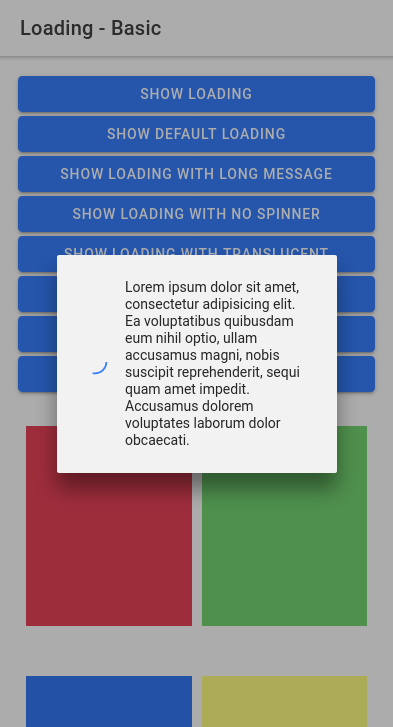 Loading - Basic
SHOW LOADING
SHOW DEFAULT LOADING
SHOW LOADING WITH LONG MESSAGE
SHOW LOADING WITH NO SPINNER
SHOW LOADING WITH TRANSLUCENT
Lorem ipsum dolor sit amet,
consectetur adipisicing elit.
Ea voluptatibus quibusdam
eum nihil optio, ullam
accusamus magni, nobis
suscipit reprehenderit, sequi
quam amet impedit.
Accusamus dolorem
voluptates laborum dolor
obcaecati.